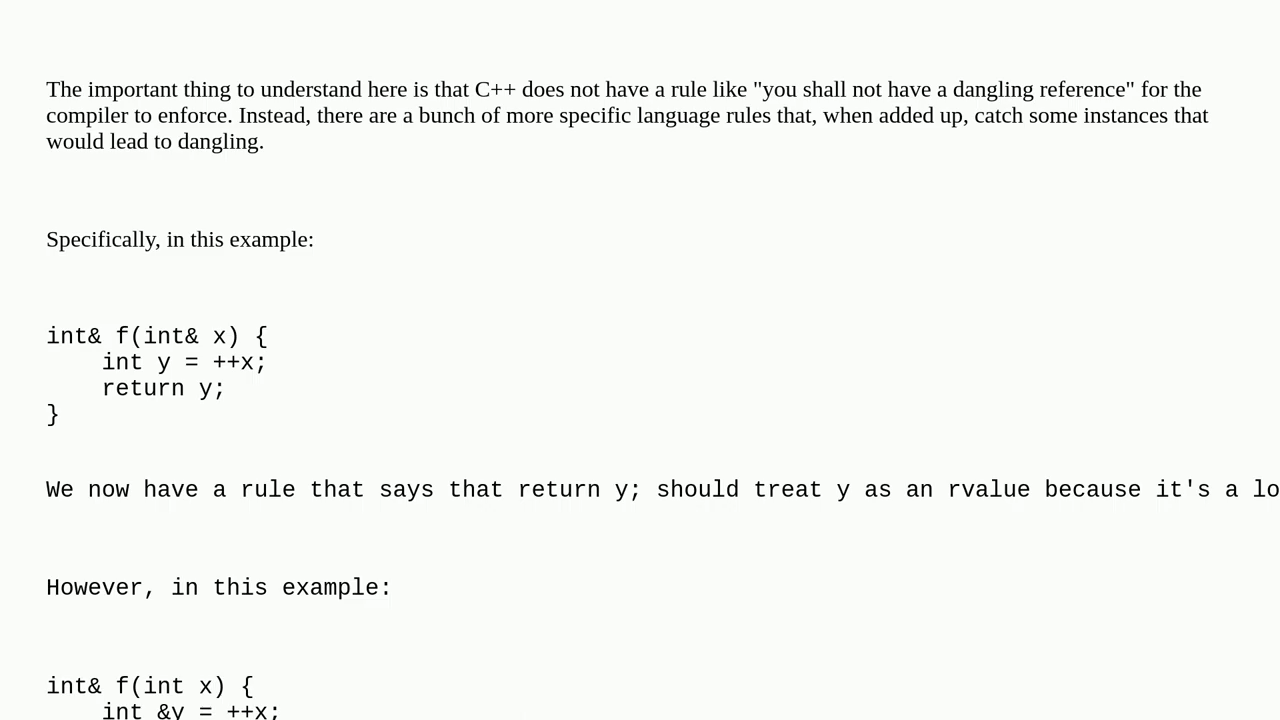 The important thing to understand here is that C++ does not have a rule like "you shall not have a dangling reference" for the
compiler to enforce. Instead, there are a bunch of more specific language rules that, when added up, catch some instances that
would lead to dangling.
Specifically, in this example:
int& f(int& x) {
    int y = ++x;
    return y;
}
We now have a rule that says that return y; should treat y as an rvalue because it's a lo
However, in this example:
int& f(int x) {
    int &y = ++x;